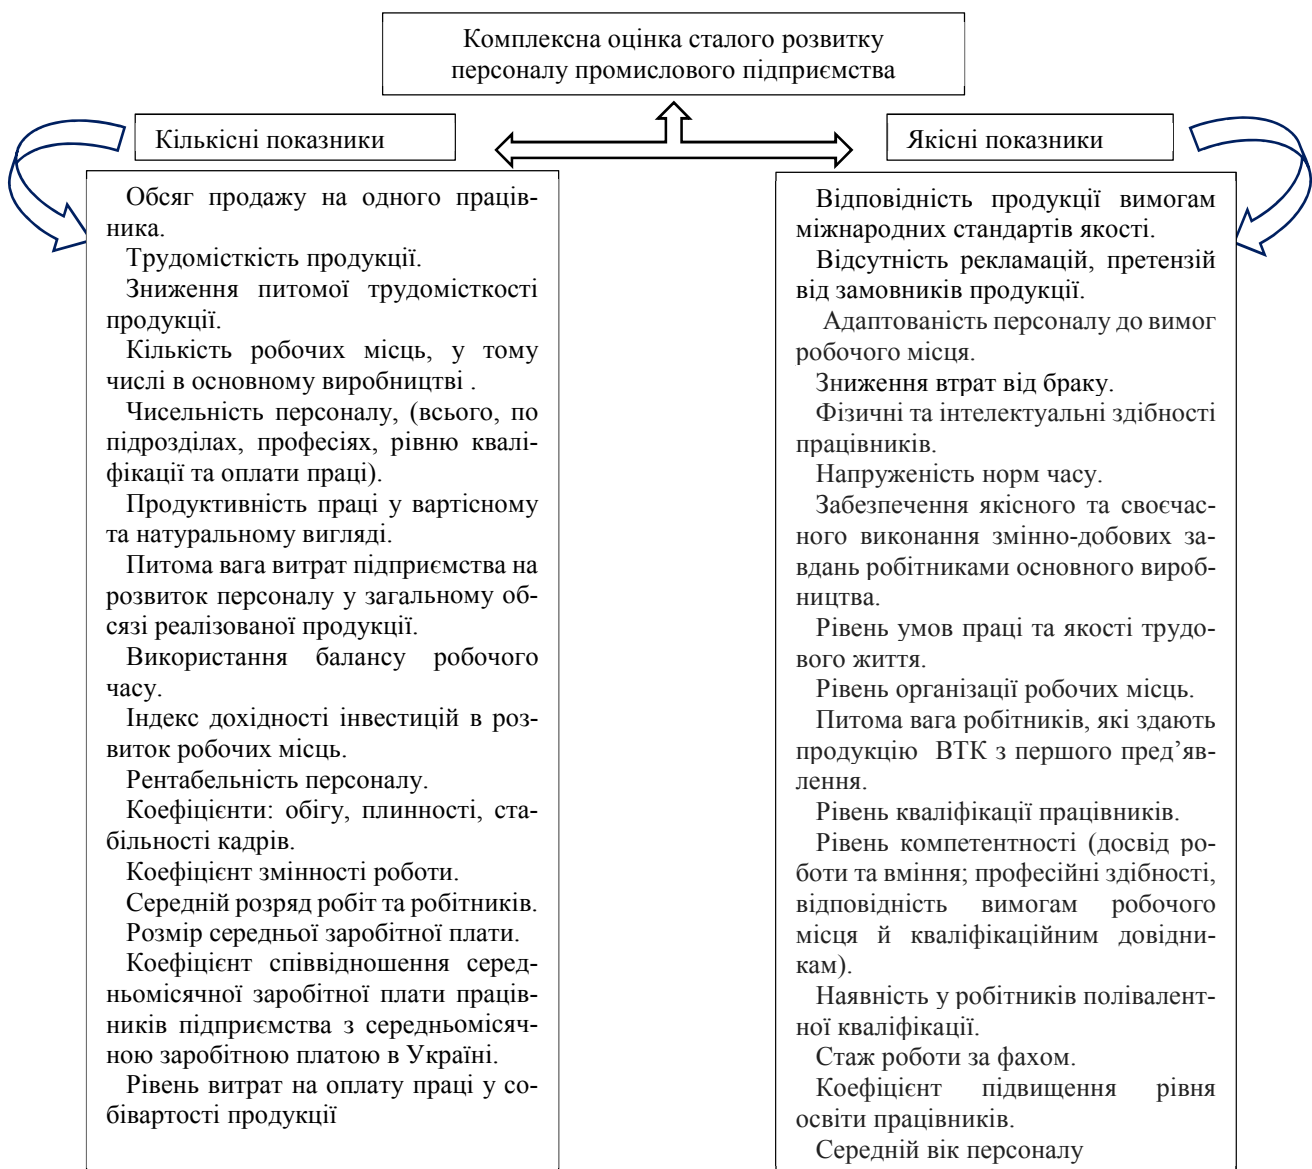 Комплексна оцінка сталого розвитку
персоналу промислового підприємства
Кількісні показники
Обсяг продажу на одного праців-
ника.
Трудомісткість продукції.
Зниження питомої трудомісткості
продукції.
Кількість робочих місць, у тому
числі в основному виробництві .
Чисельність персоналу, (всього, по
підрозділах, професіях, рівню квалі-
фікації та оплати праці).
Продуктивність праці у вартісному
та натуральному вигляді.
Питома вага витрат підприємства на
розвиток персоналу у загальному об-
сязі реалізованої продукції.
Використання балансу робочого
часу.
Індекс дохідності інвестицій в роз-
виток робочих місць.
Рентабельність персоналу.
Коефіцієнти: обігу, плинності, ста-
більності кадрів.
Коефіцієнт змінності роботи.
Середній розряд робіт та робітників.
Розмір середньої заробітної плати.
Коефіцієнт співвідношення серед-
ньомісячної заробітної плати праців-
ників підприємства з середньомісяч-
ною заробітною платою в Україні.
Рівень витрат на оплату праці у со-
бівартості продукції
Якісні показники
Відповідність продукції вимогам
міжнародних стандартів якості.
Відсутність рекламацій, претензій
від замовників продукції.
Адаптованість персоналу до вимог
робочого місця.
Зниження втрат від браку.
Фізичні та інтелектуальні здібності
працівників.
Напруженість норм часу.
Забезпечення якісного та своєчас-
ного виконання змінно-добових за-
вдань робітниками основного вироб-
ництва.
Рівень умов праці та якості трудо-
вого життя.
Рівень організації робочих місць.
Питома вага робітників, які здають
продукцію ВТК з першого пред’яв-
лення.
Рівень кваліфікації працівників.
Рівень компетентності (досвід ро-
боти та вміння; професійні здібності,
відповідність вимогам робочого
місця й кваліфікаційним довідни-
кам).
Наявність у робітників полівалент-
ної кваліфікації.
Стаж роботи за фахом.
Коефіцієнт підвищення рівня
освіти працівників.
Середній вік персоналу